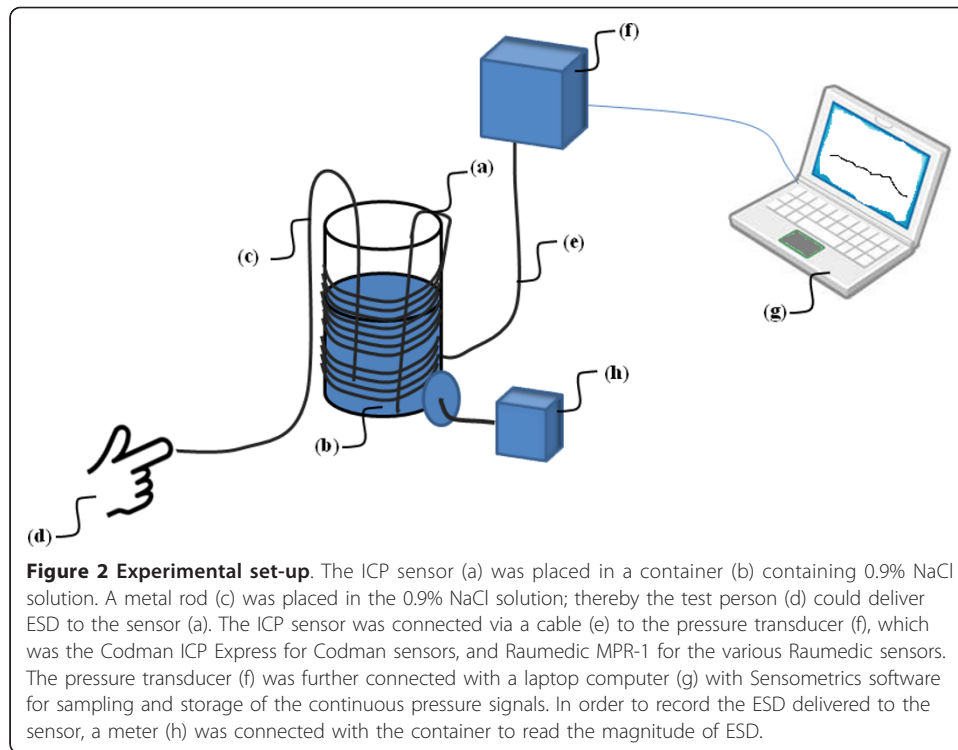 (f)
(a)
(c)
(e)
(g)
(h)
(b)
(d)
Figure 2 Experimental set-up. The ICP sensor (a) was placed in a container (b) containing 0.9% NaCl
solution. A metal rod (c) was placed in the 0.9% NaCl solution; thereby the test person (d) could deliver
ESD to the sensor (a). The ICP sensor was connected via a cable (e) to the pressure transducer (f), which
was the Codman ICP Express for Codman sensors, and Raumedic MPR-1 for the various Raumedic sensors.
The pressure transducer (f) was further connected with a laptop computer (g) with Sensometrics software
for sampling and storage of the continuous pressure signals. In order to record the ESD delivered to the
sensor, a meter (h) was connected with the container to read the magnitude of ESD.